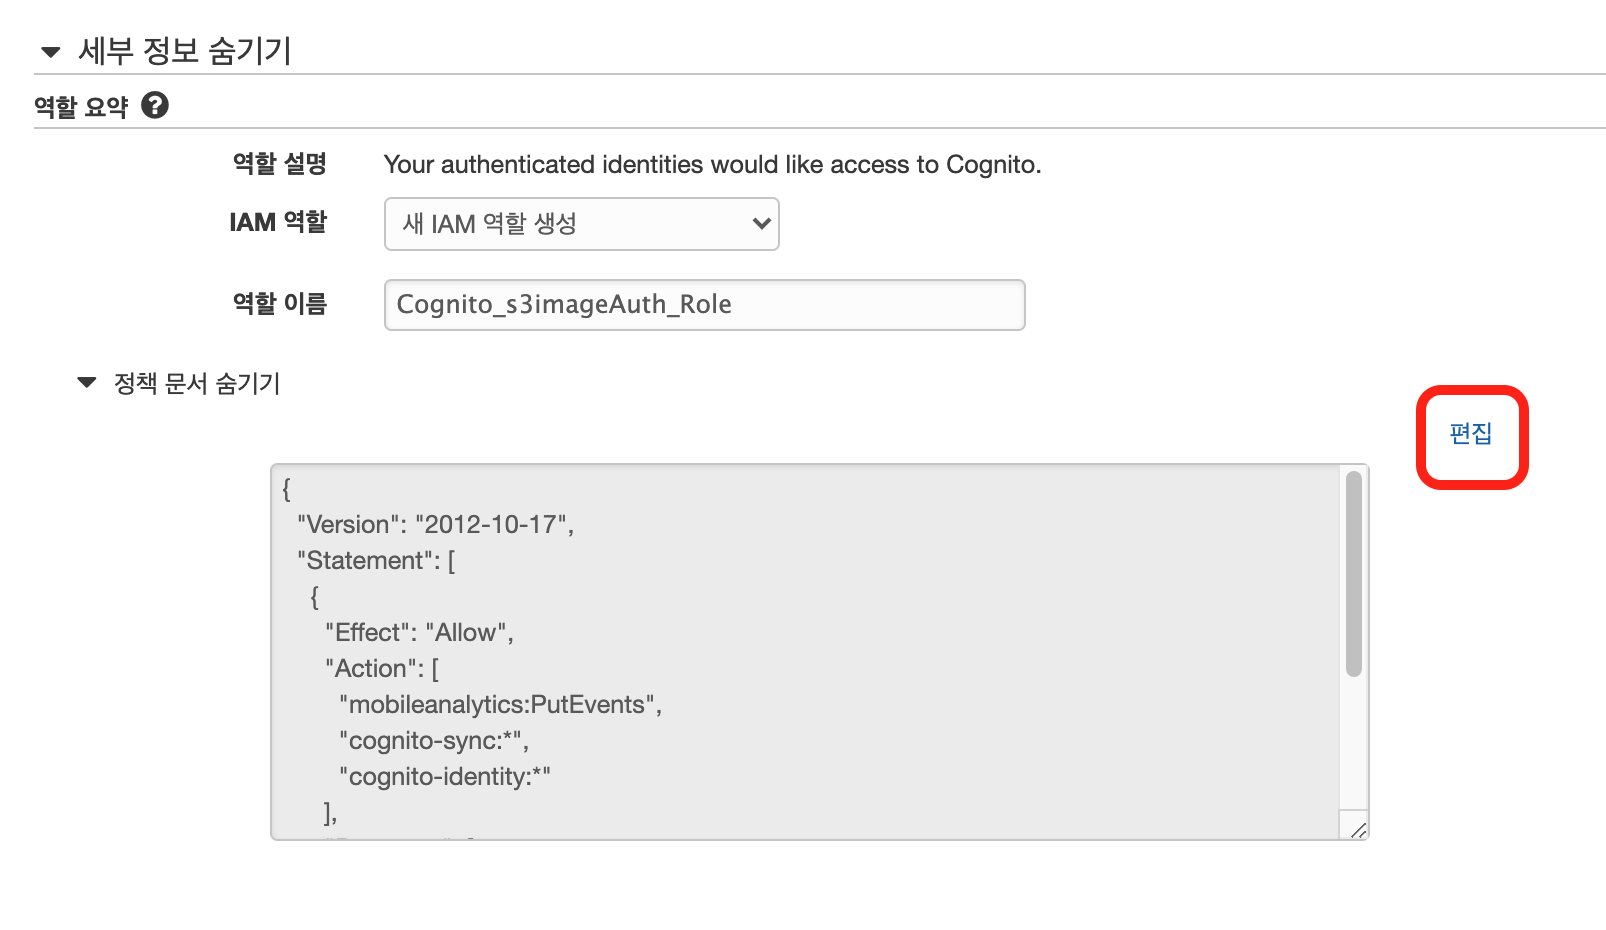 세부 정보 숨기기
역할 요약 ?
역할 설명 Your authenticated identities would like access to Cognito.
IAM 역할 새 IAM 역할 생성
역할 이름 Cognito_s3imageAuth_Role
정책 문서 숨기기
편집
{
"Version": "2012-10-17",
"Statement": [
{
"Effect": "Allow",
"Action": [
"mobileanalytics:PutEvents",
"cognito-sync:*",
"cognito-identity:*"
],